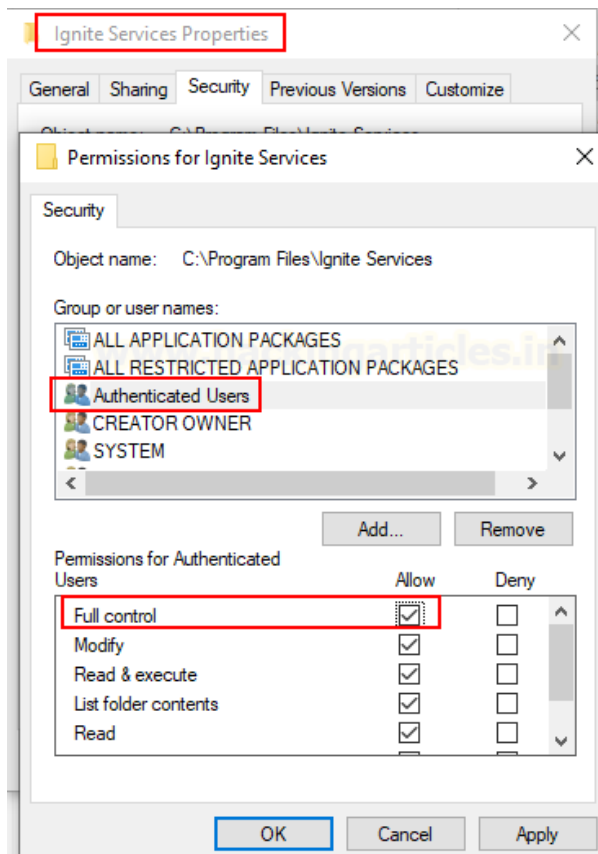 Ignite Services Properties
General Sharing Security Previous Versions Customize
Permissions for Ignite Services
Security
Object name: C:\Program Files\Ignite Services
Group or user names:
ALL APPLICATION PACKAGES
ALL RESTRICTED APPLICATION PACKAGES
Authenticated Users
CREATOR OWNER
SYSTEM
Add... Remove
Permissions for Authenticated
Users Allow Deny
Full control
Modify
Read & execute
List folder contents
Read
OK Cancel Apply